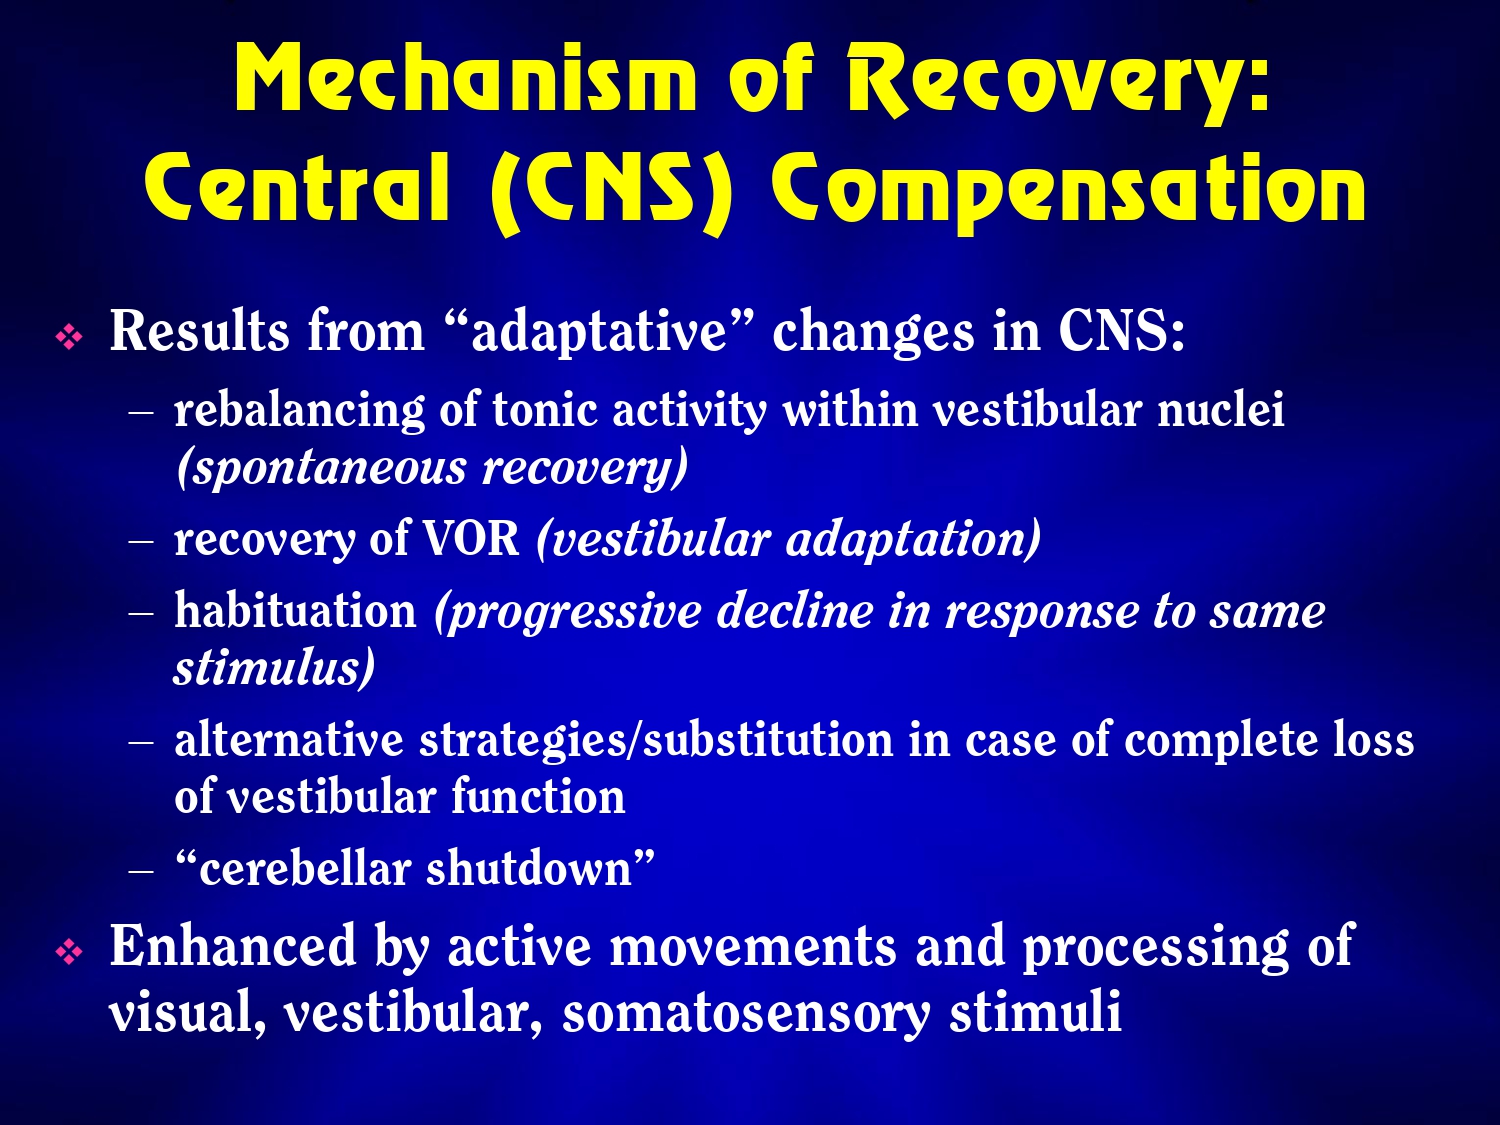 Mechanism of Recovery:
Central (CNS) Compensation
❖ Results from “adaptative” changes in CNS:
– rebalancing of tonic activity within vestibular nuclei
(spontaneous recovery)
– recovery of VOR (vestibular adaptation)
– habituation (progressive decline in response to same
stimulus)
– alternative strategies/substitution in case of complete loss
of vestibular function
– “cerebellar shutdown”
❖ Enhanced by active movements and processing of
visual, vestibular, somatosensory stimuli